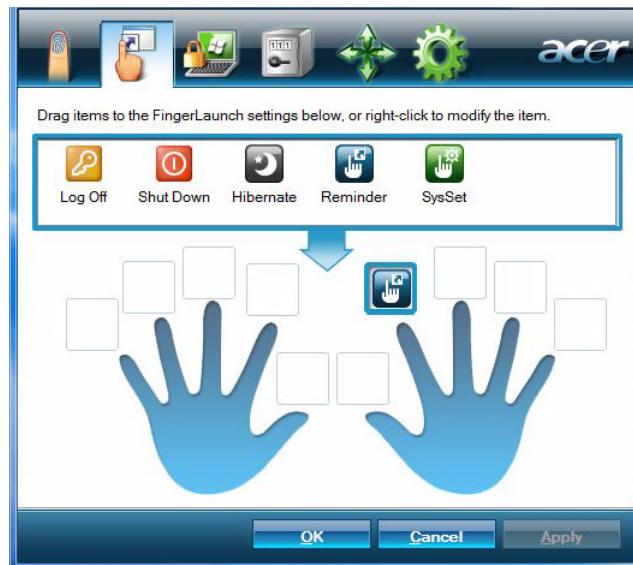 acer
Drag items to the FingerLaunch settings below, or right-click to modify the item.
Log Off Shut Down Hibernate Reminder SysSet
OK Cancel Apply